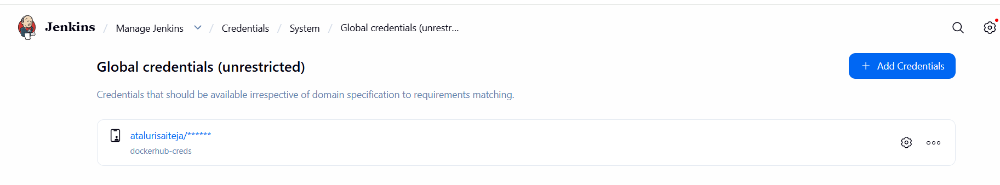 Jenkins / Manage Jenkins / Credentials / System / Global credentials (unrestr...
Global credentials (unrestricted)
+ Add Credentials
Credentials that should be available irrespective of domain specification to requirements matching.
atalurisaiteja/******
dockerhub-creds